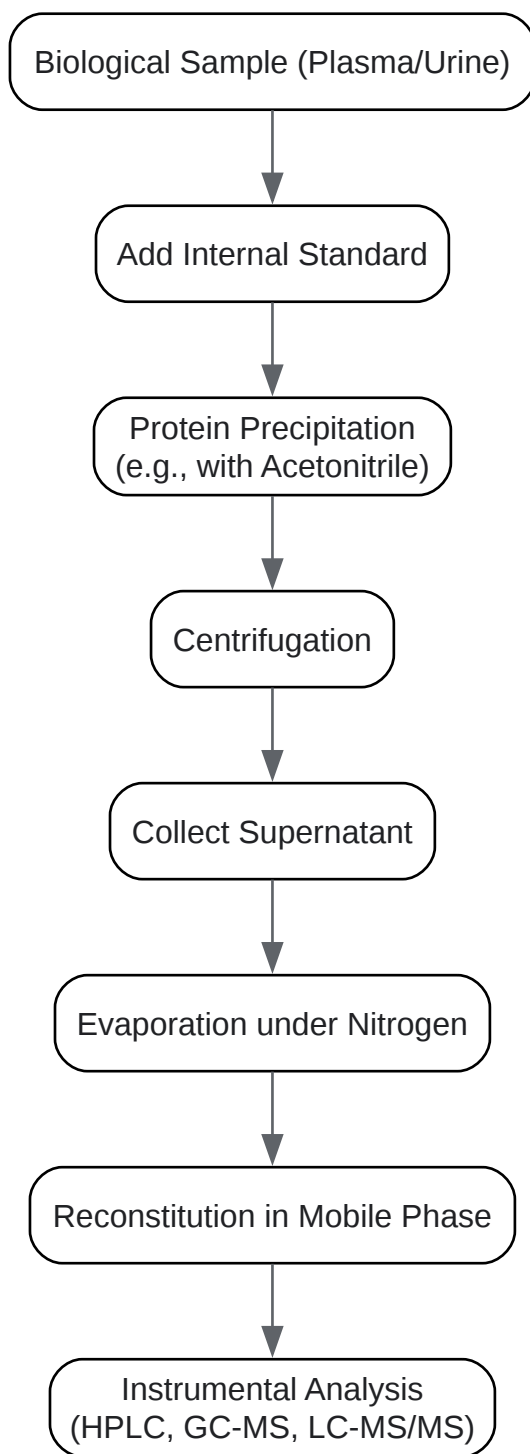 Biological Sample (Plasma/Urine)
Add Internal Standard
Protein Precipitation
(e.g., with Acetonitrile)
Centrifugation
Collect Supernatant
Evaporation under Nitrogen
Reconstitution in Mobile Phase
Instrumental Analysis
(HPLC, GC-MS, LC-MS/MS)